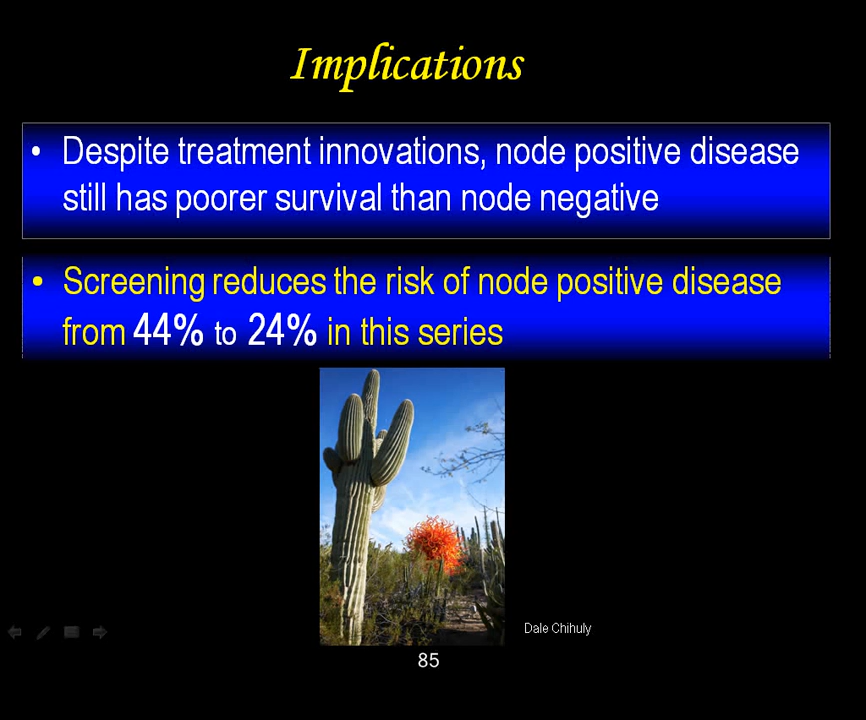 Implications
• Despite treatment innovations, node positive disease
still has poorer survival than node negative
• Screening reduces the risk of node positive disease
from 44% to 24% in this series
Dale Chihuly
85